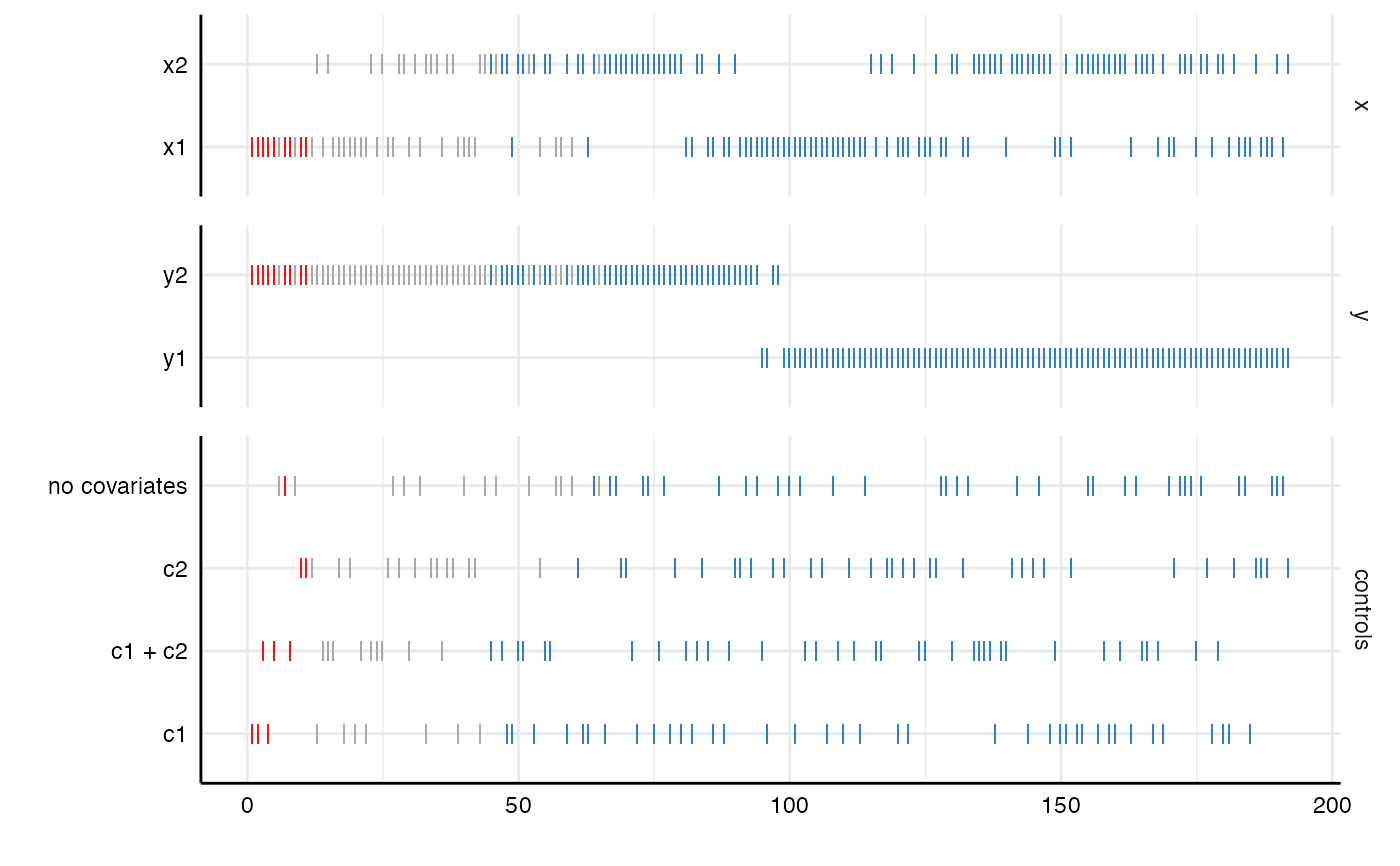 x2
x1
x
y2
y1
y
no covariates
c2
c1 + c2
c1
controls
0 50 100 150 200